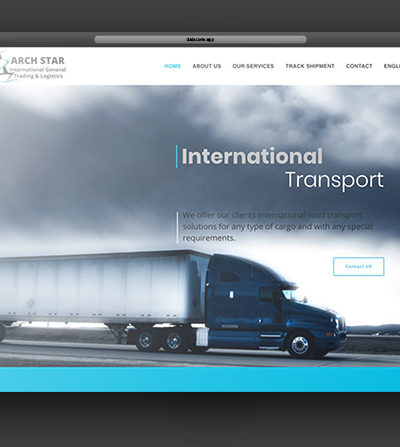 datacode.app
ARCH STAR
International General
Trading & Logistics
HOME ABOUT US OUR SERVICES TRACK SHIPMENT CONTACT ENGLI
International
Transport
We offer our clients international road transport
solutions for any type of cargo and with any special
requirements.
Contact US